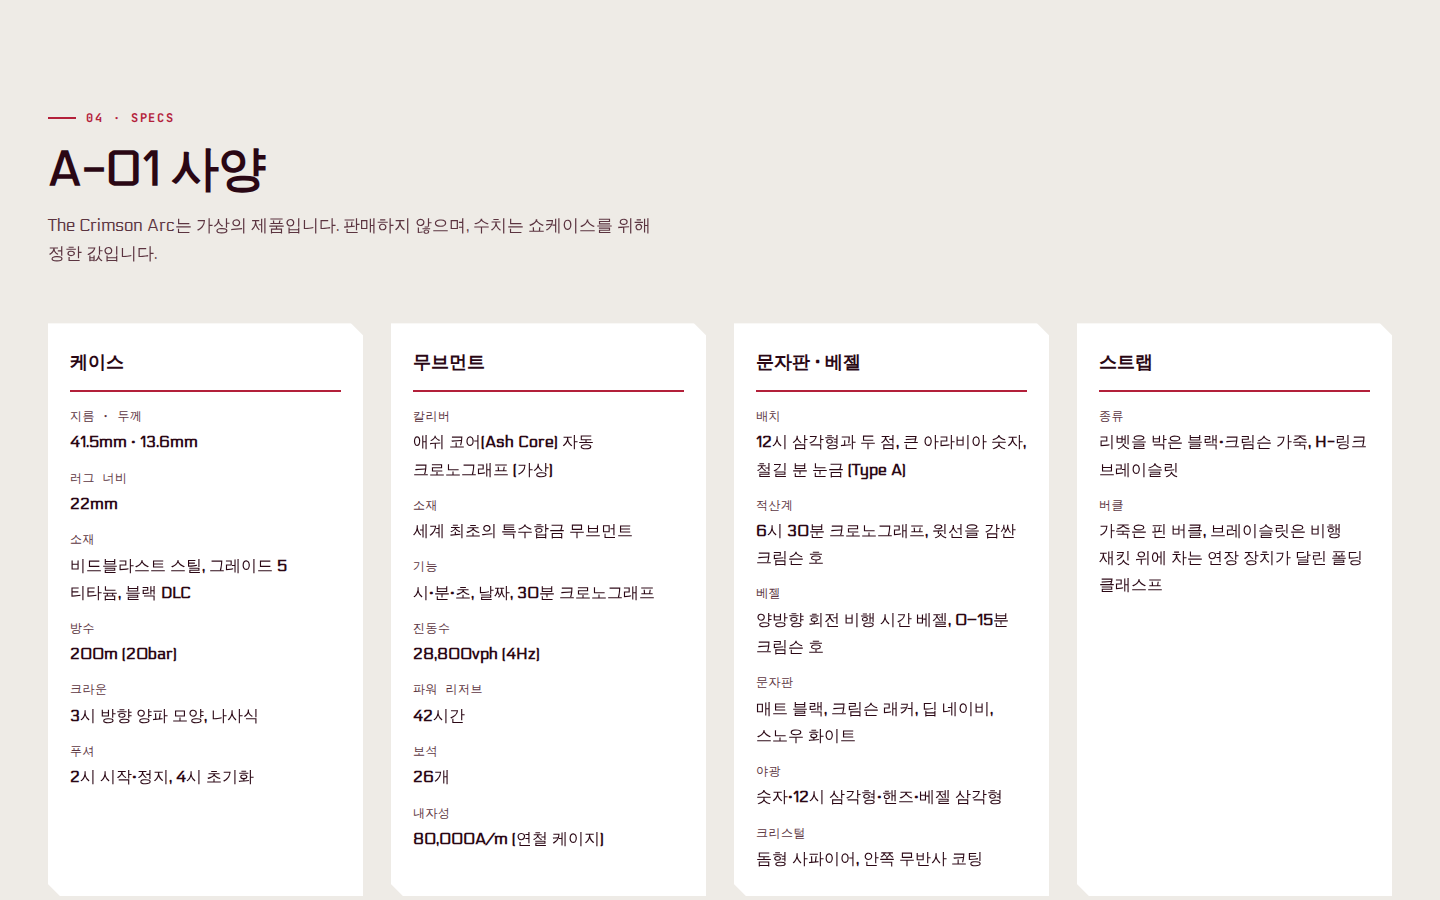 04 · SPECS
A-01 사양
The Crimson Arc는 가상의 제품입니다. 판매하지 않으며, 수치는 쇼케이스를 위해
정한 값입니다.
케이스
지름 · 두께
41.5mm · 13.6mm
러그 너비
22mm
소재
비드블라스트 스틸, 그레이드 5
티타늄, 블랙 DLC
방수
200m (20bar)
크라운
3시 방향 양파 모양, 나사식
푸셔
2시 시작·정지, 4시 초기화
무브먼트
칼리버
애쉬 코어(Ash Core) 자동
크로노그래프 (가상)
소재
세계 최초의 특수합금 무브먼트
기능
시·분·초, 날짜, 30분 크로노그래프
진동수
28,800vph (4Hz)
파워 리저브
42시간
보석
26개
내자성
80,000A/m (연철 케이지)
문자판 · 베젤
배치
12시 삼각형과 두 점, 큰 아라비아 숫자,
철길 분 눈금 (Type A)
적산계
6시 30분 크로노그래프, 윗선을 감싼
크림슨 호
베젤
양방향 회전 비행 시간 베젤, 0–15분
크림슨 호
문자판
매트 블랙, 크림슨 래커, 딥 네이비,
스노우 화이트
야광
숫자·12시 삼각형·핸즈·베젤 삼각형
크리스털
돔형 사파이어, 안쪽 무반사 코팅
스트랩
종류
리벳을 박은 블랙·크림슨 가죽, H-링크
브레이슬릿
버클
가죽은 핀 버클, 브레이슬릿은 비행
재킷 위에 차는 연장 장치가 달린 폴딩
클래스프